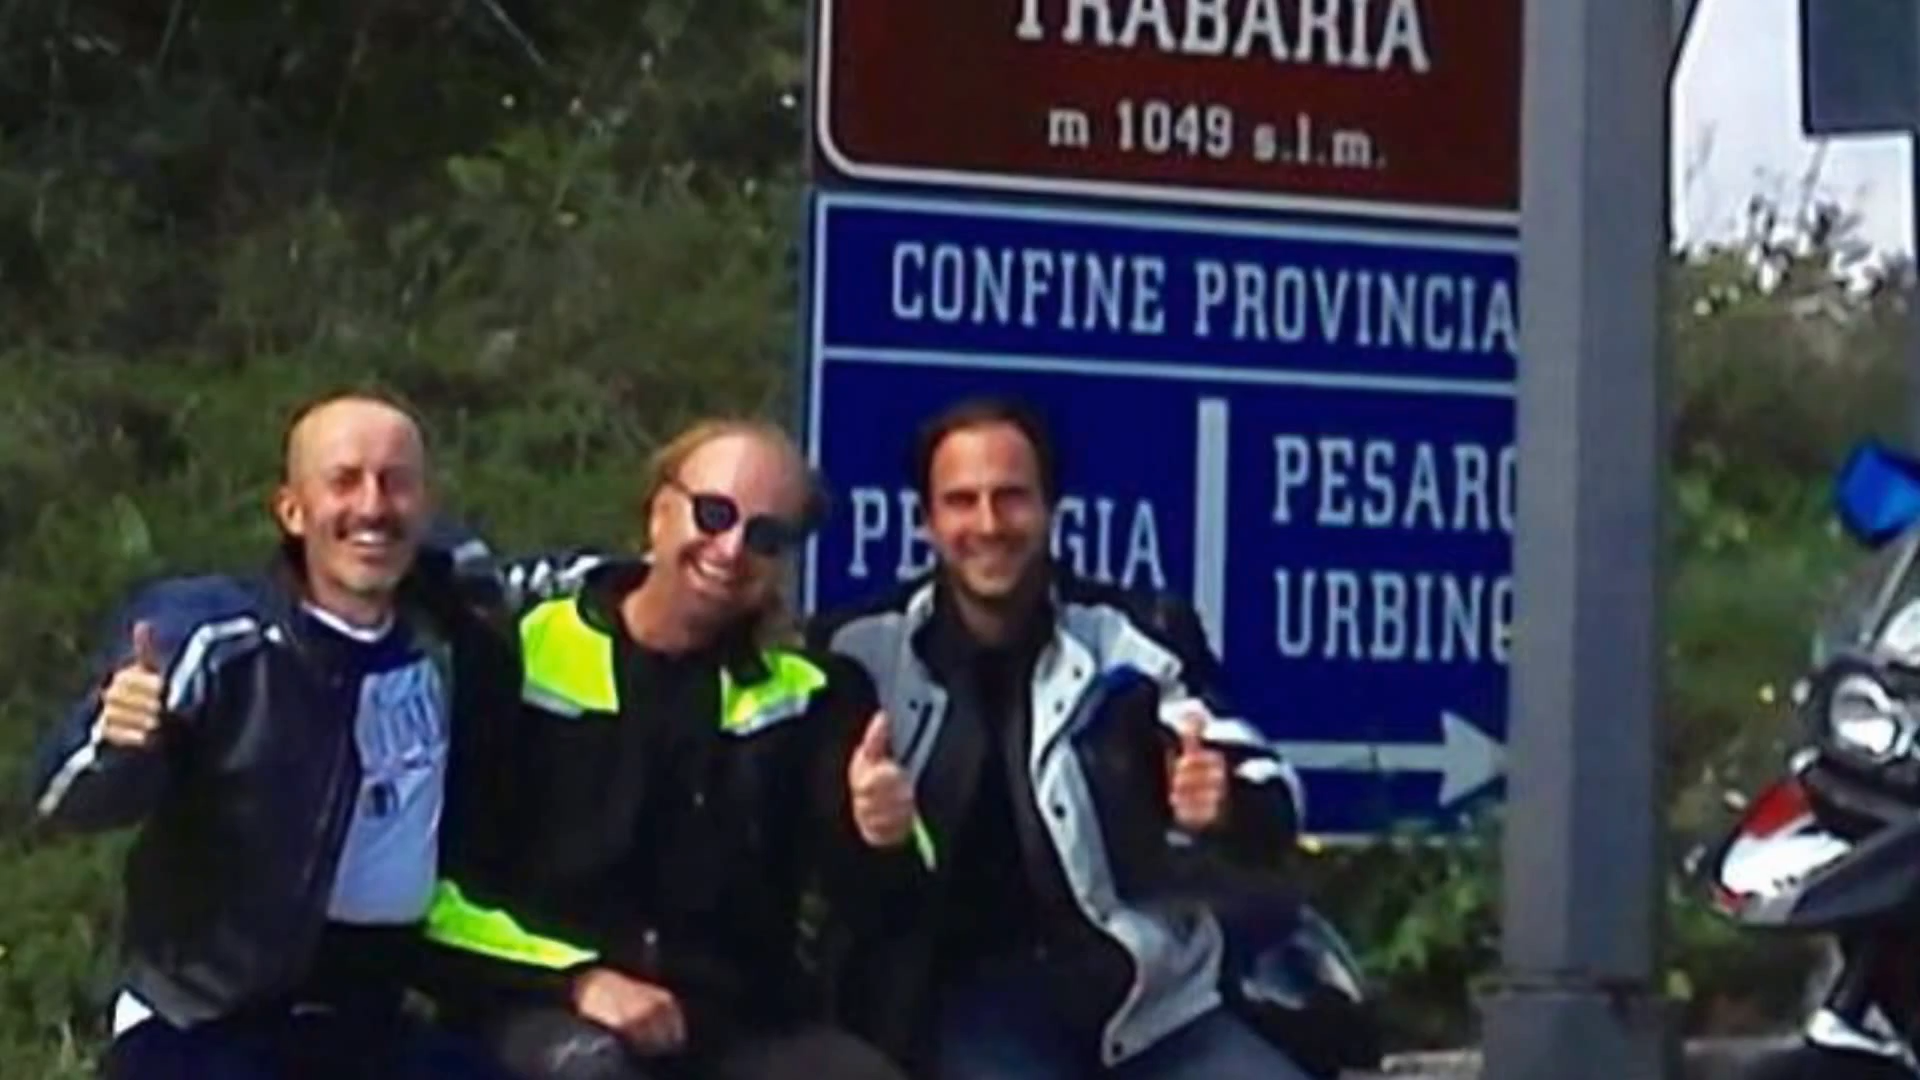 TRABARIA
m 1049 s.l.m.
CONFINE PROVINCIA
PESARO
URBINO